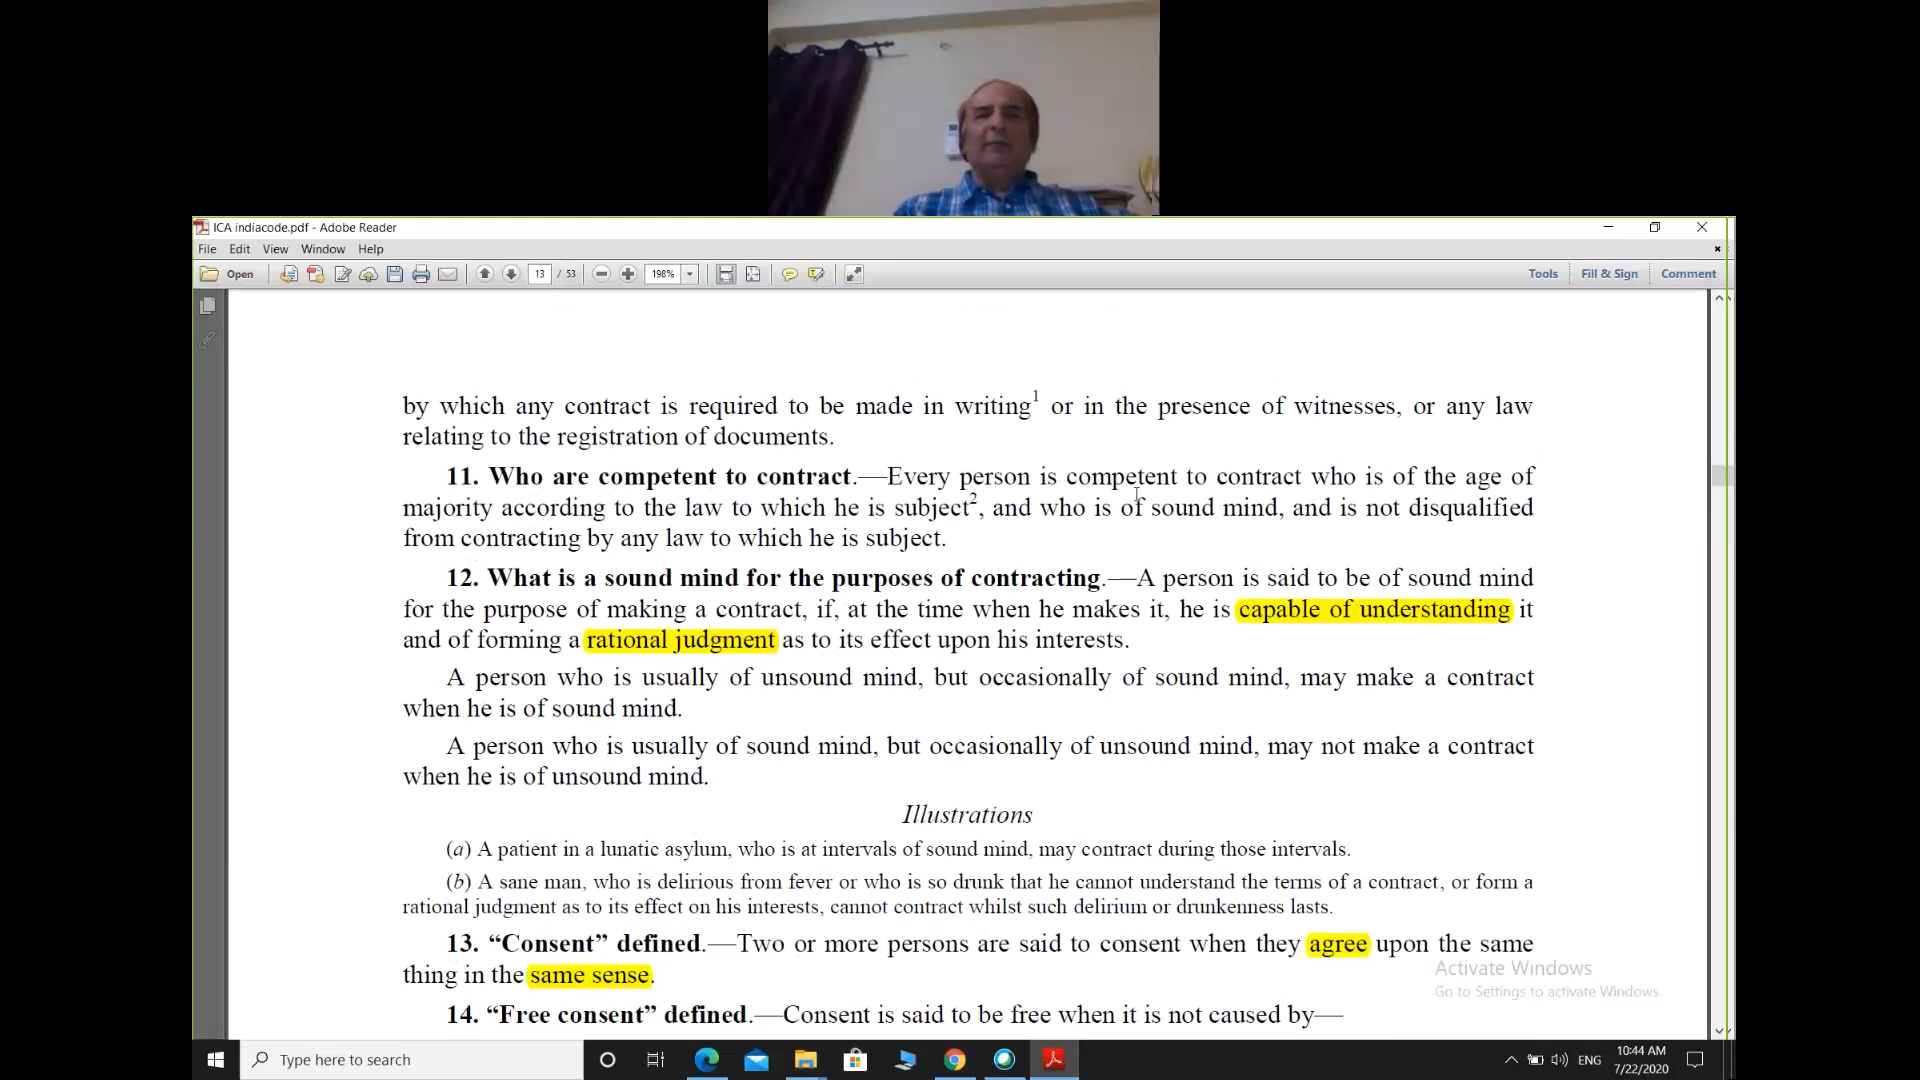 ICA indiacode.pdf - Adobe Reader
File Edit View Window Help
Open 13 / 53 198% Tools Fill & Sign Comment
by which any contract is required to be made in writing1 or in the presence of witnesses, or any law
relating to the registration of documents.
11. Who are competent to contract.—Every person is competent to contract who is of the age of
majority according to the law to which he is subject2, and who is of sound mind, and is not disqualified
from contracting by any law to which he is subject.
12. What is a sound mind for the purposes of contracting.—A person is said to be of sound mind
for the purpose of making a contract, if, at the time when he makes it, he is capable of understanding it
and of forming a rational judgment as to its effect upon his interests.
A person who is usually of unsound mind, but occasionally of sound mind, may make a contract
when he is of sound mind.
A person who is usually of sound mind, but occasionally of unsound mind, may not make a contract
when he is of unsound mind.
Illustrations
(a) A patient in a lunatic asylum, who is at intervals of sound mind, may contract during those intervals.
(b) A sane man, who is delirious from fever or who is so drunk that he cannot understand the terms of a contract, or form a
rational judgment as to its effect on his interests, cannot contract whilst such delirium or drunkenness lasts.
13. “Consent” defined.—Two or more persons are said to consent when they agree upon the same
thing in the same sense.
Activate Windows
Go to Settings to activate Windows.
14. “Free consent” defined.—Consent is said to be free when it is not caused by—
Type here to search
ENG
10:44 AM
7/22/2020